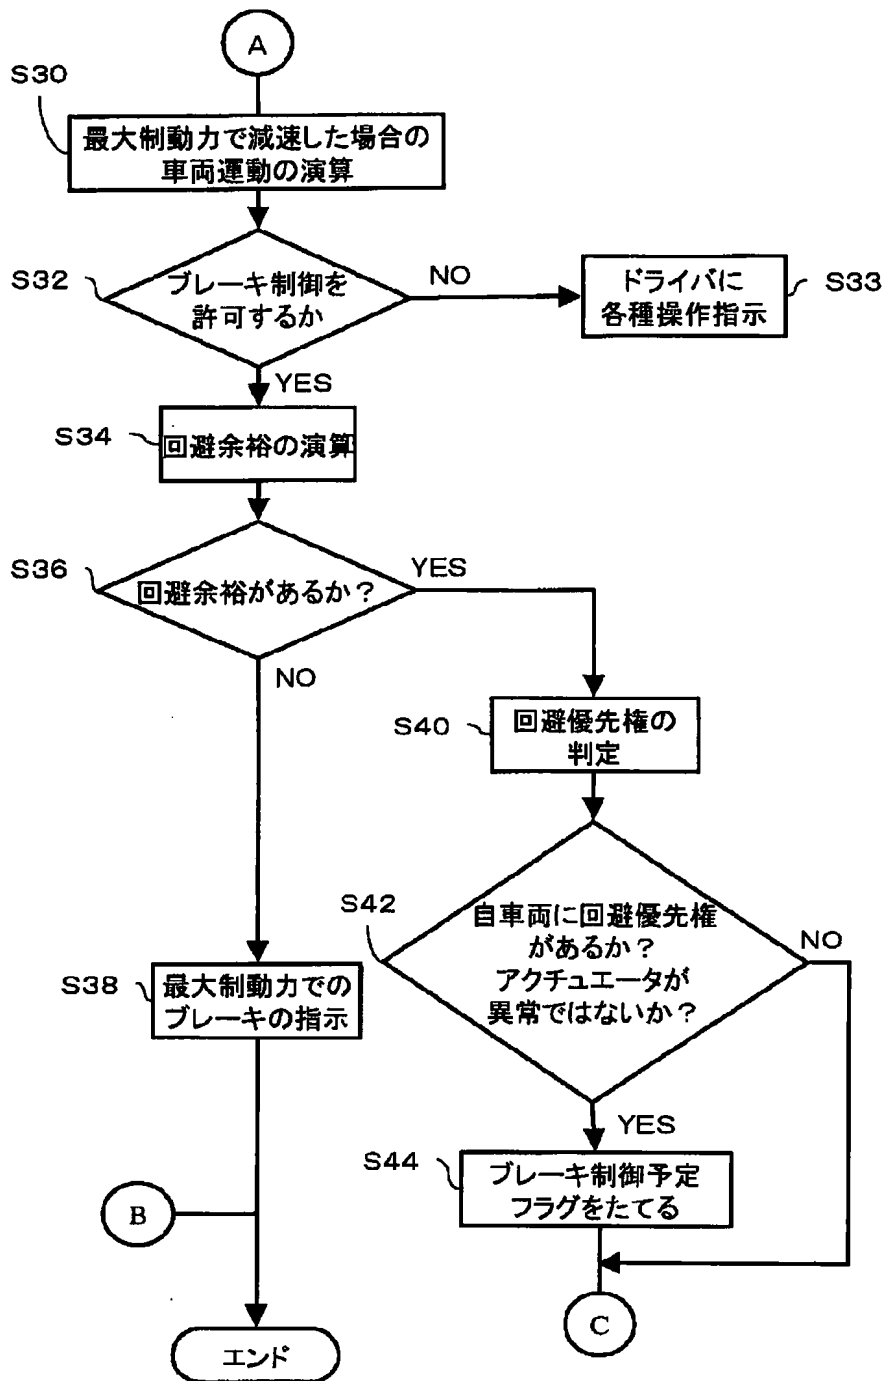 A
S30
最大制動力で減速した場合の
車両運動の演算
S32
ブレーキ制御を
許可するか
NO
ドライバに
各種操作指示
S33
YES
S34
回避余裕の演算
S36
回避余裕があるか？
YES
NO
S40
回避優先権の
判定
S42
自車両に回避優先権
があるか？
アクチュエータが
異常ではないか？
NO
S38
最大制動力での
ブレーキの指示
YES
S44
ブレーキ制御予定
フラグをたてる
B
C
エンド